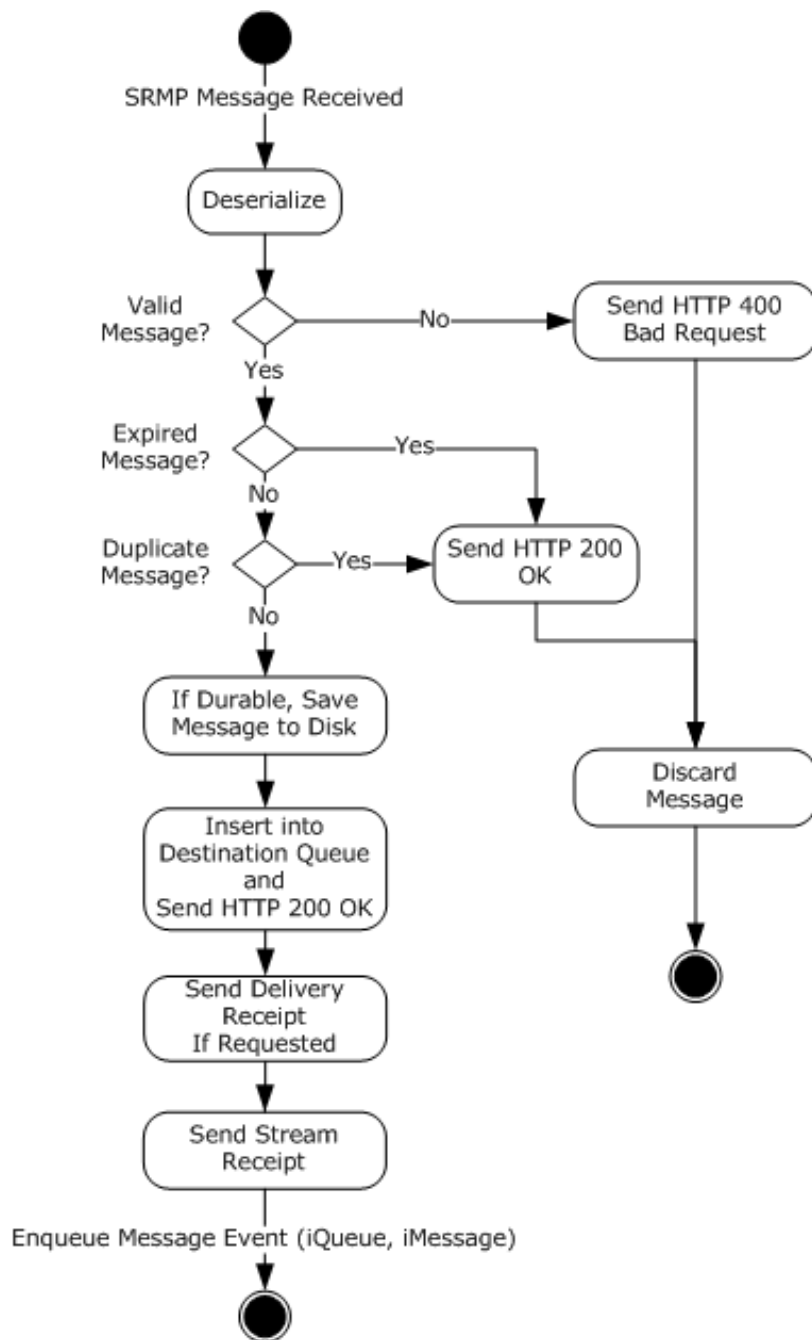 SRMP Message Received
Deserialize
Valid
Message?
No
Send HTTP 400
Bad Request
Yes
Expired
Message?
Yes
No
Duplicate
Message?
Yes
Send HTTP 200
OK
No
If Durable, Save
Message to Disk
Discard
Message
Insert into
Destination Queue
and
Send HTTP 200 OK
Send Delivery
Receipt
If Requested
Send Stream
Receipt
Enqueue Message Event (iQueue, iMessage)